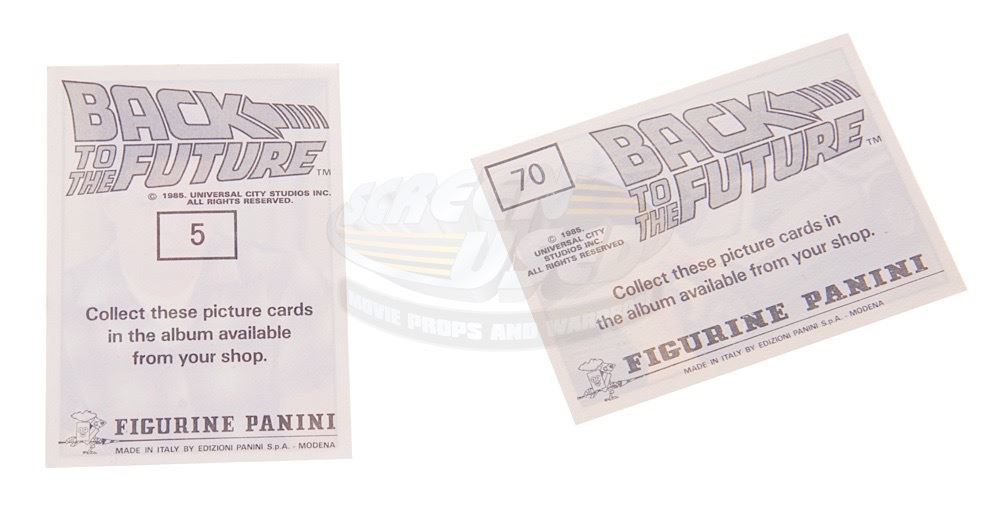 BACK
TO THE FUTURE™
© 1985. UNIVERSAL CITY STUDIOS INC.
ALL RIGHTS RESERVED.
5
Collect these picture cards
in the album available
from your shop.
FIGURINE PANINI
MADE IN ITALY BY EDIZIONI PANINI S.p.A. - MODENA
70
BACK
TO THE FUTURE™
© 1985.
UNIVERSAL CITY
STUDIOS INC.
ALL RIGHTS RESERVED
Collect these picture cards in
the album available from your shop.
FIGURINE PANINI
MADE IN ITALY BY EDIZIONI PANINI S.p.A. - MODENA
SCREEN
USED
MOVIE PROPS AND WARDROBE